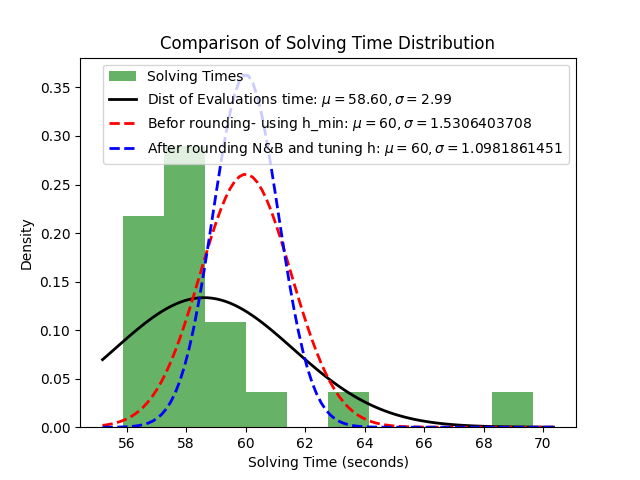 Comparison of Solving Time Distribution
Solving Times
Dist of Evaluations time: μ = 58.60, σ = 2.99
Befor rounding- using h_min: μ = 60, σ = 1.5306403708
After rounding N&B and tuning h: μ = 60, σ = 1.0981861451
0.35
0.30
0.25
0.20
0.15
0.10
0.05
0.00
Density
56 58 60 62 64 66 68 70
Solving Time (seconds)